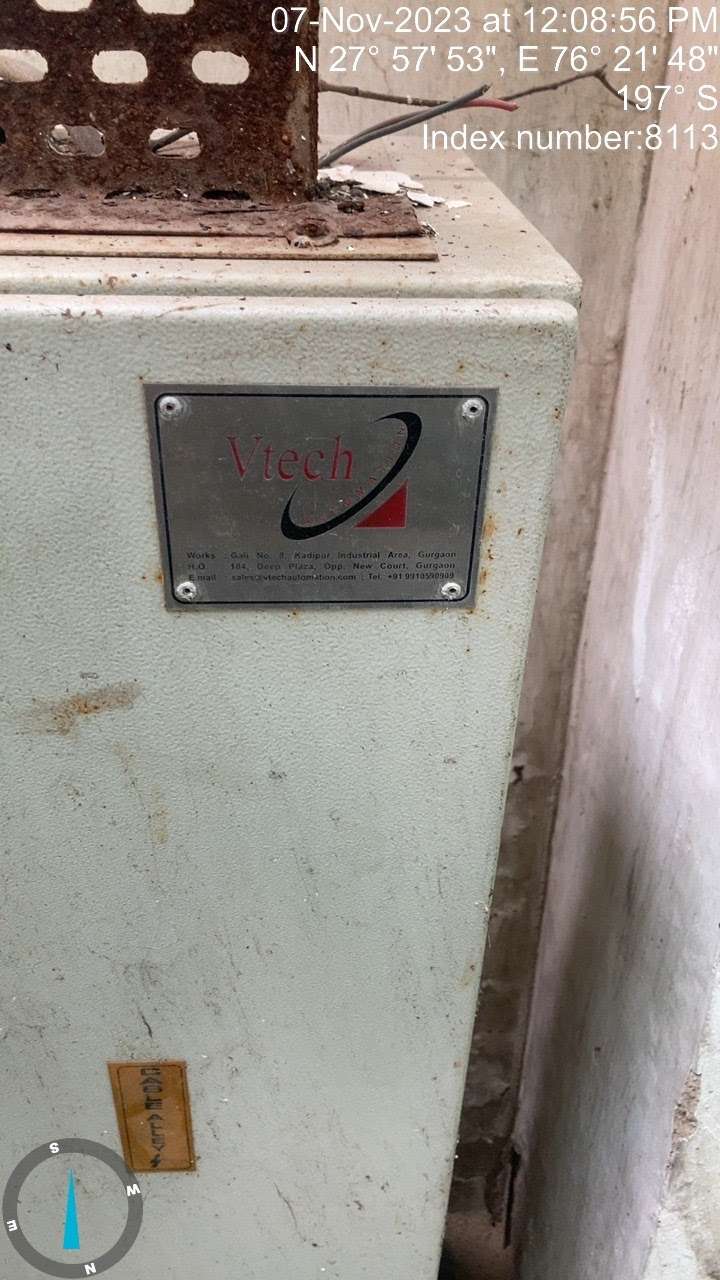 07-Nov-2023 at 12:08:56 PM
N 27° 57' 53", E 76° 21' 48"
197° S
Index number:8113
Vtech
Works : Gali No. 8, Kadipur Industrial Area, Gurgaon
H.O. : 184, Deep Plaza, Opp. New Court, Gurgaon
E.mail : sales@vtechautomation.com ; Tel. +91 9910590909
S
W
E
N